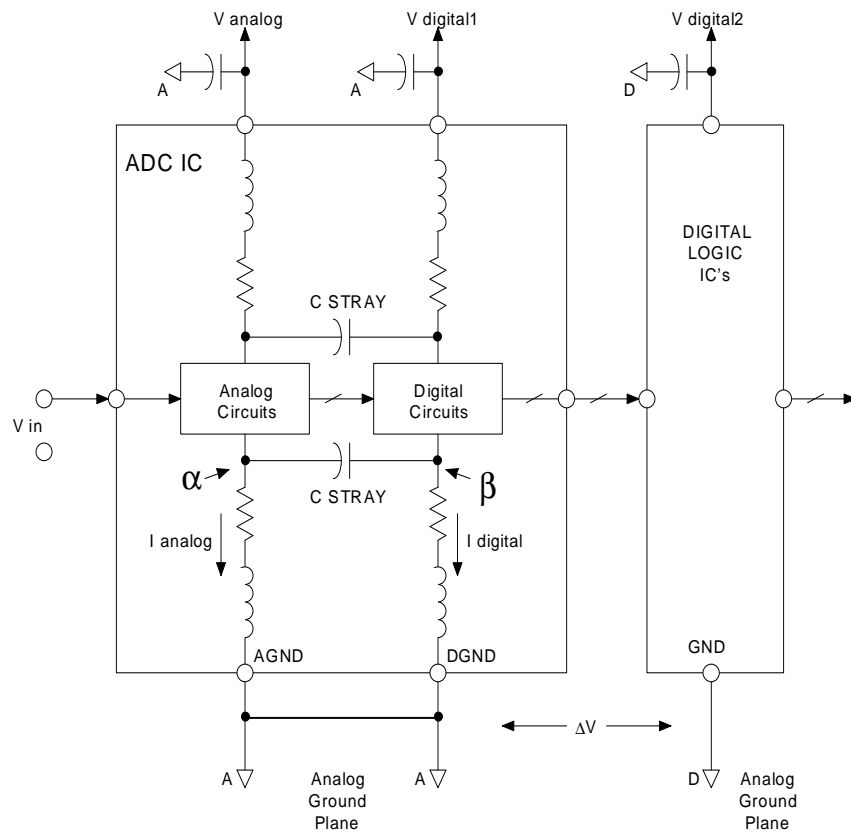 V analog
V digital1
V digital2
A
A
D
ADC IC
DIGITAL
LOGIC
IC's
C STRAY
Analog
Circuits
Digital
Circuits
V in
α
β
C STRAY
I analog
I digital
AGND
DGND
GND
ΔV
A
Analog
Ground
Plane
A
D
Analog
Ground
Plane